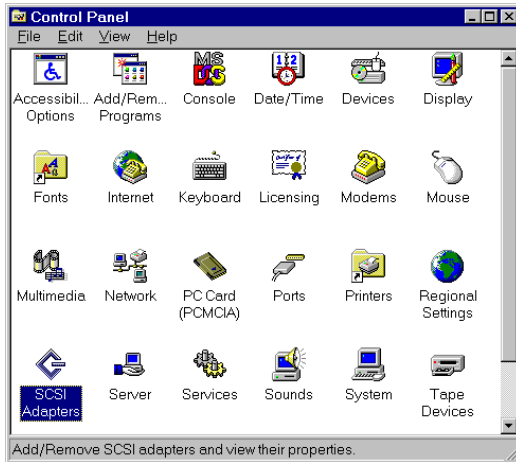 Control Panel
File Edit View Help
MS DOS
Accessibil... Options
Add/Rem... Programs
Console
Date/Time
Devices
Display
Fonts
Internet
Keyboard
Licensing
Modems
Mouse
Multimedia
Network
PC Card (PCMCIA)
Ports
Printers
Regional Settings
SCSI Adapters
Server
Services
Sounds
System
Tape Devices
Add/Remove SCSI adapters and view their properties.